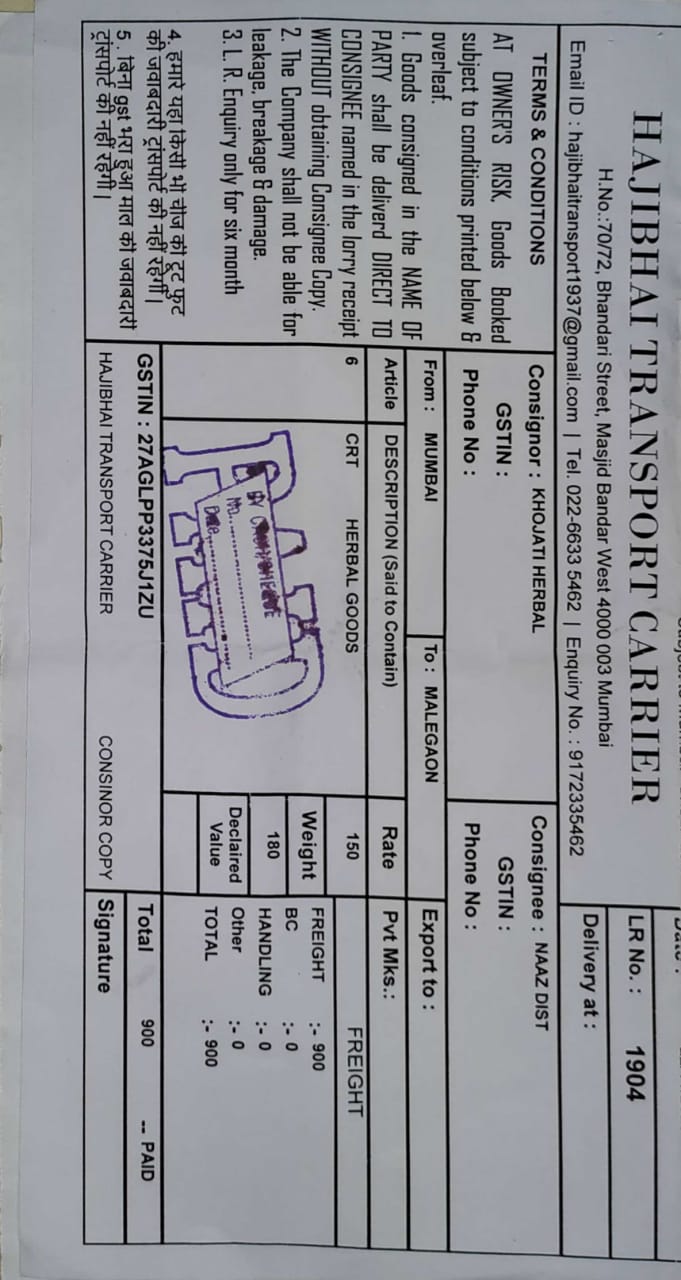 HAJIBHAI TRANSPORT CARRIER
H.No.:70/72, Bhandari Street, Masjid Bandar West 4000 003 Mumbai
Email ID : hajibhaitransport1937@gmail.com | Tel. 022-6633 5462 | Enquiry No. : 9172335462
LR No. : 1904
Delivery at :
TERMS & CONDITIONS
AT OWNER'S RISK. Goods Booked
subject to conditions printed below &
overleaf.
1. Goods consigned in the NAME OF
PARTY shall be deliverd DIRECT TO
CONSIGNEE named in the lorry receipt
WITHOUT obtaining Consignee Copy.
2. The Company shall not be able for
leakage, breakage & damage.
3. L. R. Enquiry only for six month
4. हमारे यहा किसी भी चीज की टूट फुट
की जवाबदारी ट्रांसपोर्ट की नहीं रहेगी |
5 . बिना gst भरा हुआ माल की जवाबदारी
ट्रांसपोर्ट की नहीं रहेगी |
Consignor : KHOJATI HERBAL
GSTIN :
Phone No :
Consignee : NAAZ DIST
GSTIN :
Phone No :
From : MUMBAI
To : MALEGAON
Export to :
Article
DESCRIPTION (Said to Contain)
Rate
Pvt Mks.:
6
CRT HERBAL GOODS
150
FREIGHT
Weight
180
Declaired
Value
FREIGHT :- 900
BC :- 0
HANDLING :- 0
Other :- 0
TOTAL :- 900
PAID
No.
Date
GSTIN : 27AGLPP3375J1ZU
Total 900 -- PAID
HAJIBHAI TRANSPORT CARRIER
CONSINOR COPY
Signature